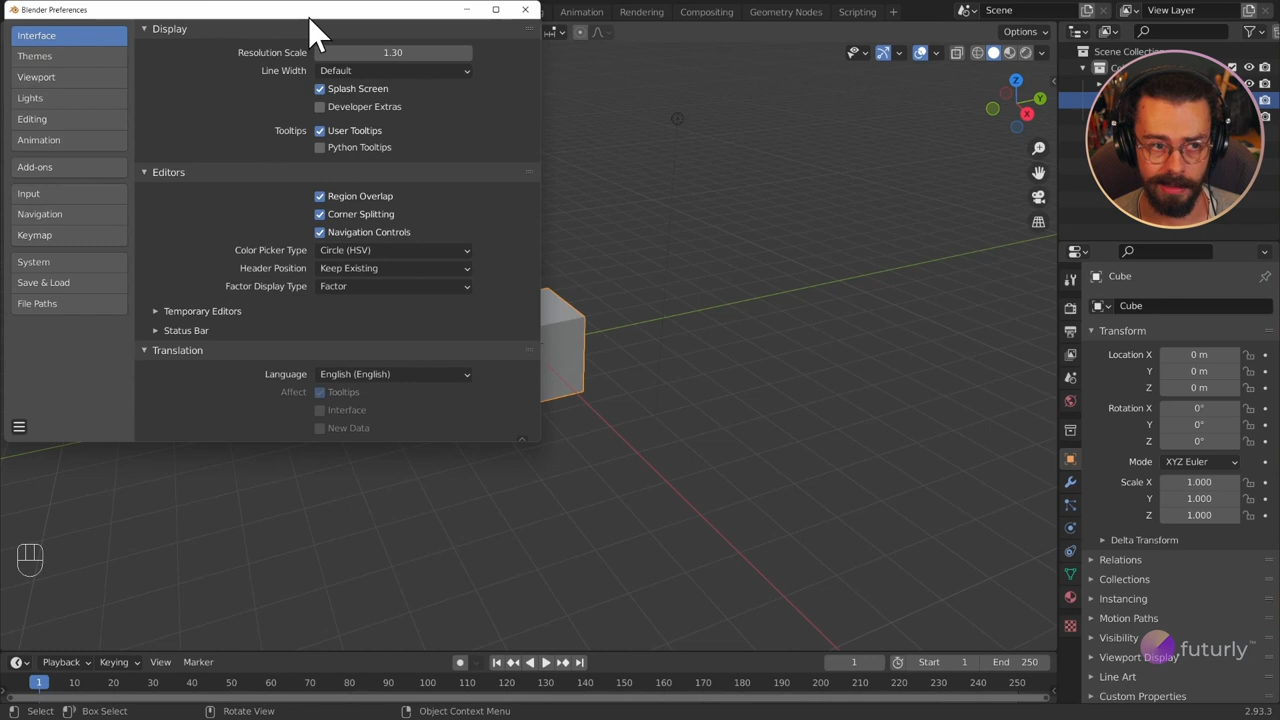 Blender Preferences
Animation
Rendering
Compositing
Geometry Nodes
Scripting
Scene
View Layer
Options
Interface
Themes
Viewport
Lights
Editing
Animation
Add-ons
Input
Navigation
Keymap
System
Save & Load
File Paths
Display
Resolution Scale 1.30
Line Width Default
Splash Screen
Developer Extras
Tooltips User Tooltips
Python Tooltips
Editors
Region Overlap
Corner Splitting
Navigation Controls
Color Picker Type Circle (HSV)
Header Position Keep Existing
Factor Display Type Factor
Temporary Editors
Status Bar
Translation
Language English (English)
Affect Tooltips
Interface
New Data
Z
Y
X
Scene Collection
Cube
Cube
Transform
Location X 0 m
Y 0 m
Z 0 m
Rotation X 0°
Y 0°
Z 0°
Mode XYZ Euler
Scale X 1.000
Y 1.000
Z 1.000
Delta Transform
Relations
Collections
Instancing
Motion Paths
Visibility
Viewport Display
Line Art
Custom Properties
.futurly
Playback
Keying
View
Marker
1
Start 1
End 250
1 10 20 30 40 50 60 70 80 90 100 110 120 130 140 150 160 170 180 190 200 210 220 230 240 250
Select
Box Select
Rotate View
Object Context Menu
2.93.3